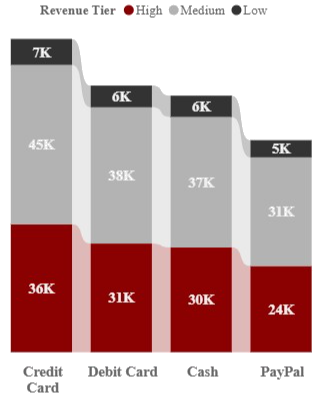 Revenue Tier High Medium Low
7K
6K
6K
5K
45K
38K
37K
31K
36K
31K
30K
24K
Credit Card
Debit Card
Cash
PayPal